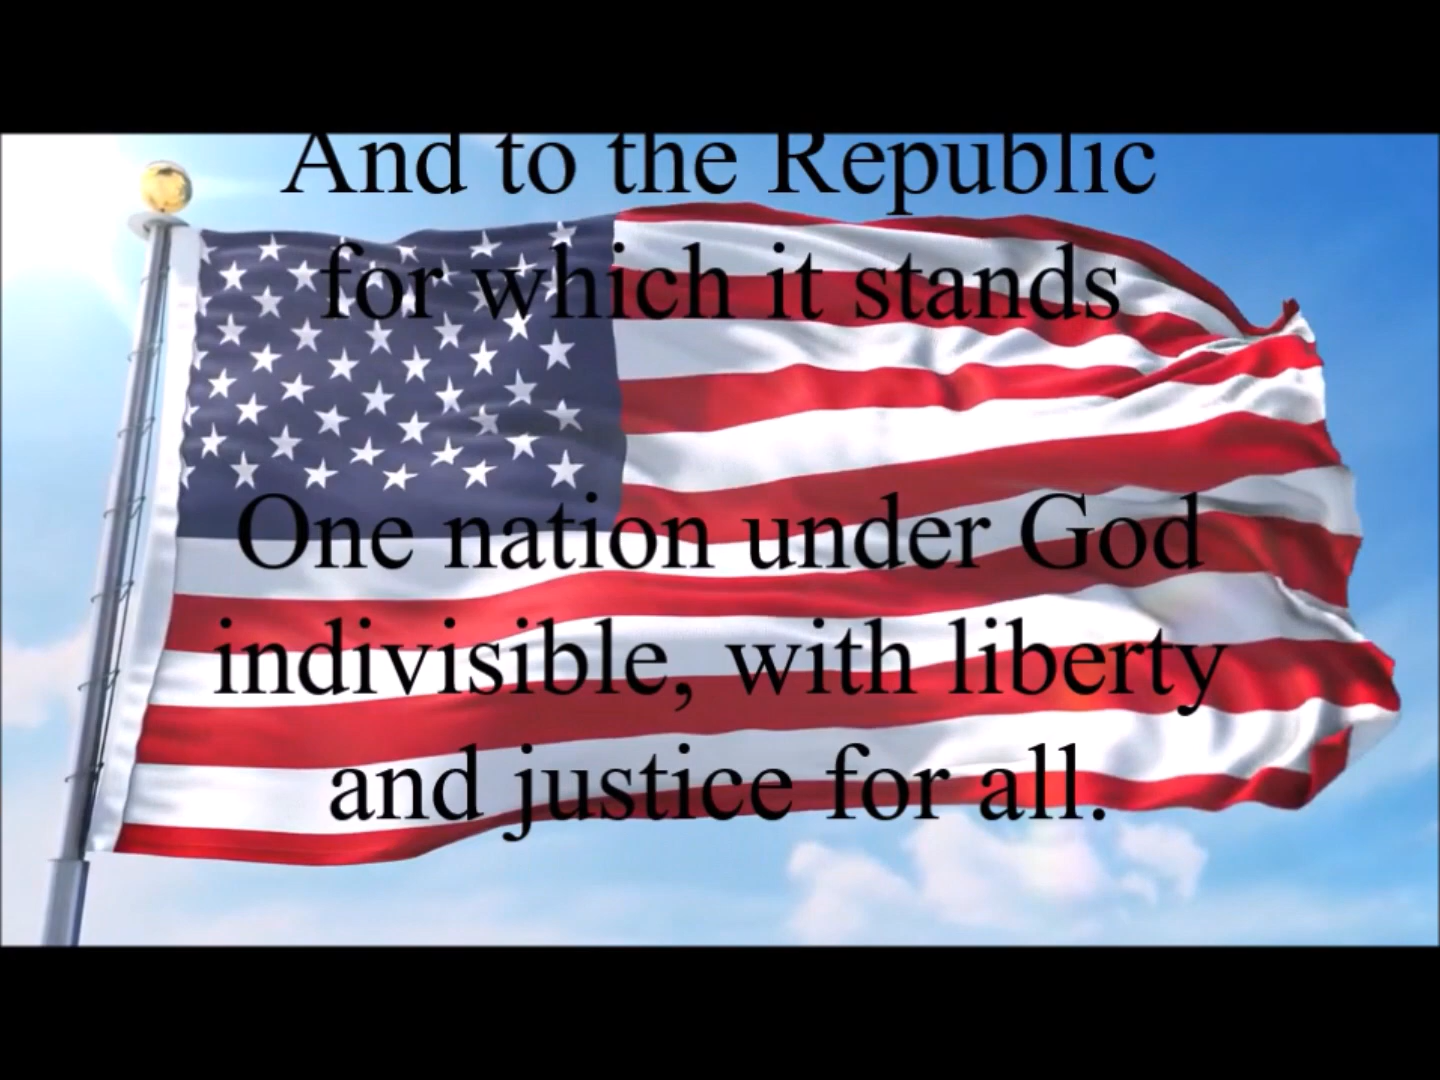 And to the Republic
for which it stands
One nation under God
indivisible, with liberty
and justice for all.